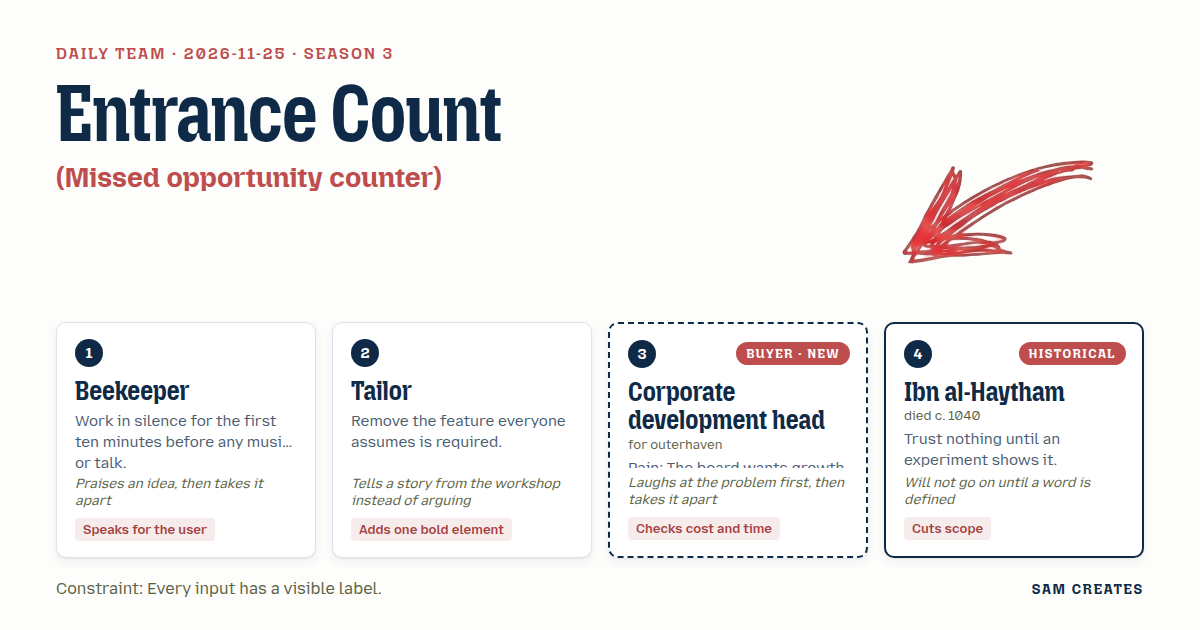 DAILY TEAM · 2026-11-25 · SEASON 3
Entrance Count
(Missed opportunity counter)
1
Beekeeper
Work in silence for the first
ten minutes before any musi…
or talk.
Praises an idea, then takes it
apart
Speaks for the user
2
Tailor
Remove the feature everyone
assumes is required.
Tells a story from the workshop
instead of arguing
Adds one bold element
3
BUYER · NEW
Corporate
development head
for outerhaven
Pain: The board wants growth
Laughs at the problem first, then
takes it apart
Checks cost and time
4
HISTORICAL
Ibn al-Haytham
died c. 1040
Trust nothing until an
experiment shows it.
Will not go on until a word is
defined
Cuts scope
Constraint: Every input has a visible label.
SAM CREATES